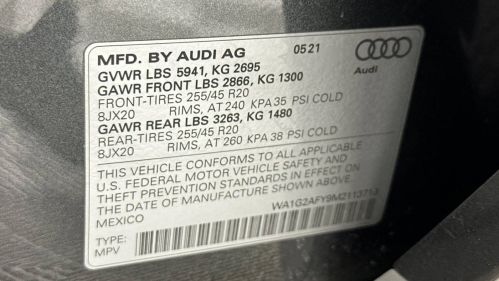 MFD. BY AUDI AG 05 21
GVWR LBS 5941, KG 2695
GAWR FRONT LBS 2866, KG 1300
FRONT-TIRES 255/45 R20
8JX20 RIMS, AT 240 KPA 35 PSI COLD
GAWR REAR LBS 3263, KG 1480
REAR-TIRES 255/45 R20
8JX20 RIMS, AT 260 KPA 38 PSI COLD
Audi
THIS VEHICLE CONFORMS TO ALL APPLICABLE
U.S. FEDERAL MOTOR VEHICLE SAFETY AND
THEFT PREVENTION STANDARDS IN EFFECT ON
THE DATE OF MANUFACTURE SHOWN ABOVE
MEXICO
TYPE:
MPV